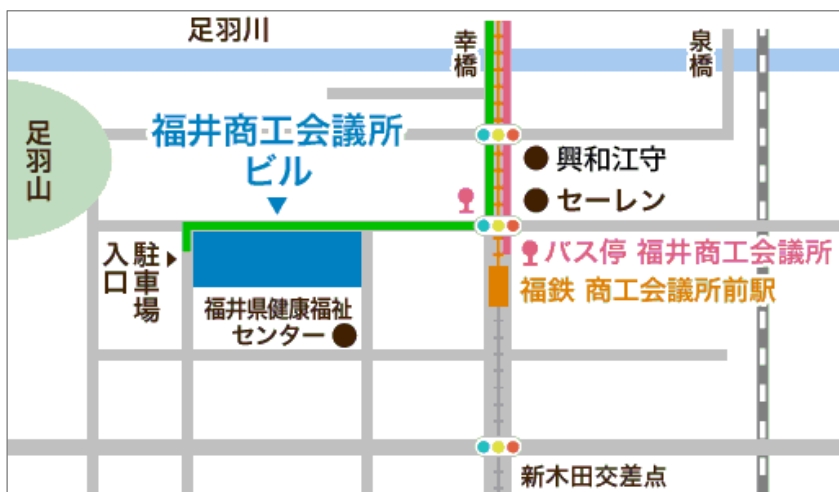 足羽川
幸橋
泉橋
足羽山
福井商工会議所
ビル
興和江守
セーレン
バス停 福井商工会議所
福鉄 商工会議所前駅
駐車場
入口
福井県健康福祉
センター
新木田交差点